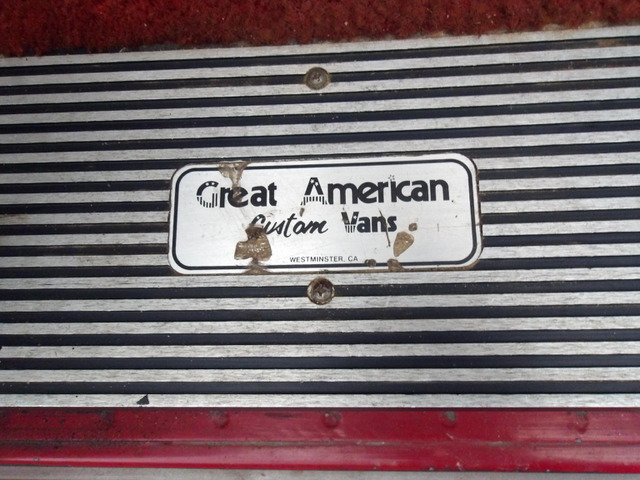 Great American
Custom Vans
WESTMINSTER, CA